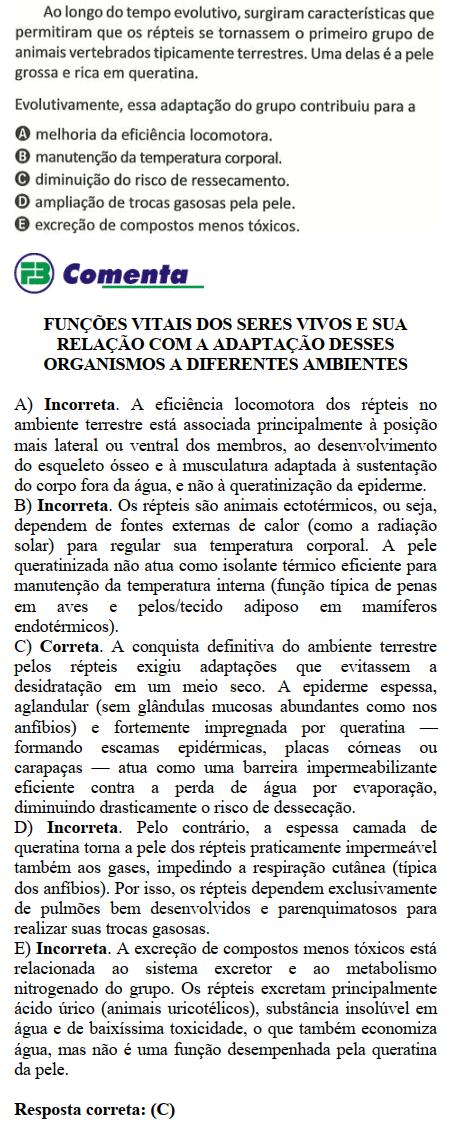 Ao longo do tempo evolutivo, surgiram características que
permitiram que os répteis se tornassem o primeiro grupo de
animais vertebrados tipicamente terrestres. Uma delas é a pele
grossa e rica em queratina.
Evolutivamente, essa adaptação do grupo contribuiu para a
A melhoria da eficiência locomotora.
B manutenção da temperatura corporal.
C diminuição do risco de ressecamento.
D ampliação de trocas gasosas pela pele.
E excreção de compostos menos tóxicos.
FB Comenta
FUNÇÕES VITAIS DOS SERES VIVOS E SUA
RELAÇÃO COM A ADAPTAÇÃO DESSES
ORGANISMOS A DIFERENTES AMBIENTES
A) Incorreta. A eficiência locomotora dos répteis no
ambiente terrestre está associada principalmente à posição
mais lateral ou ventral dos membros, ao desenvolvimento
do esqueleto ósseo e à musculatura adaptada à sustentação
do corpo fora da água, e não à queratinização da epiderme.
B) Incorreta. Os répteis são animais ectotérmicos, ou seja,
dependem de fontes externas de calor (como a radiação
solar) para regular sua temperatura corporal. A pele
queratinizada não atua como isolante térmico eficiente para
manutenção da temperatura interna (função típica de penas
em aves e pelos/tecido adiposo em mamíferos
endotérmicos).
C) Correta. A conquista definitiva do ambiente terrestre
pelos répteis exigiu adaptações que evitassem a
desidratação em um meio seco. A epiderme espessa,
aglandular (sem glândulas mucosas abundantes como nos
anfíbios) e fortemente impregnada por queratina —
formando escamas epidérmicas, placas córneas ou
carapaças — atua como uma barreira impermeabilizante
eficiente contra a perda de água por evaporação,
diminuindo drasticamente o risco de dessecação.
D) Incorreta. Pelo contrário, a espessa camada de
queratina torna a pele dos répteis praticamente impermeável
também aos gases, impedindo a respiração cutânea (típica
dos anfíbios). Por isso, os répteis dependem exclusivamente
de pulmões bem desenvolvidos e parenquimatosos para
realizar suas trocas gasosas.
E) Incorreta. A excreção de compostos menos tóxicos está
relacionada ao sistema excretor e ao metabolismo
nitrogenado do grupo. Os répteis excretam principalmente
ácido úrico (animais uricotélicos), substância insolúvel em
água e de baixíssima toxicidade, o que também economiza
água, mas não é uma função desempenhada pela queratina
da pele.
Resposta correta: (C)